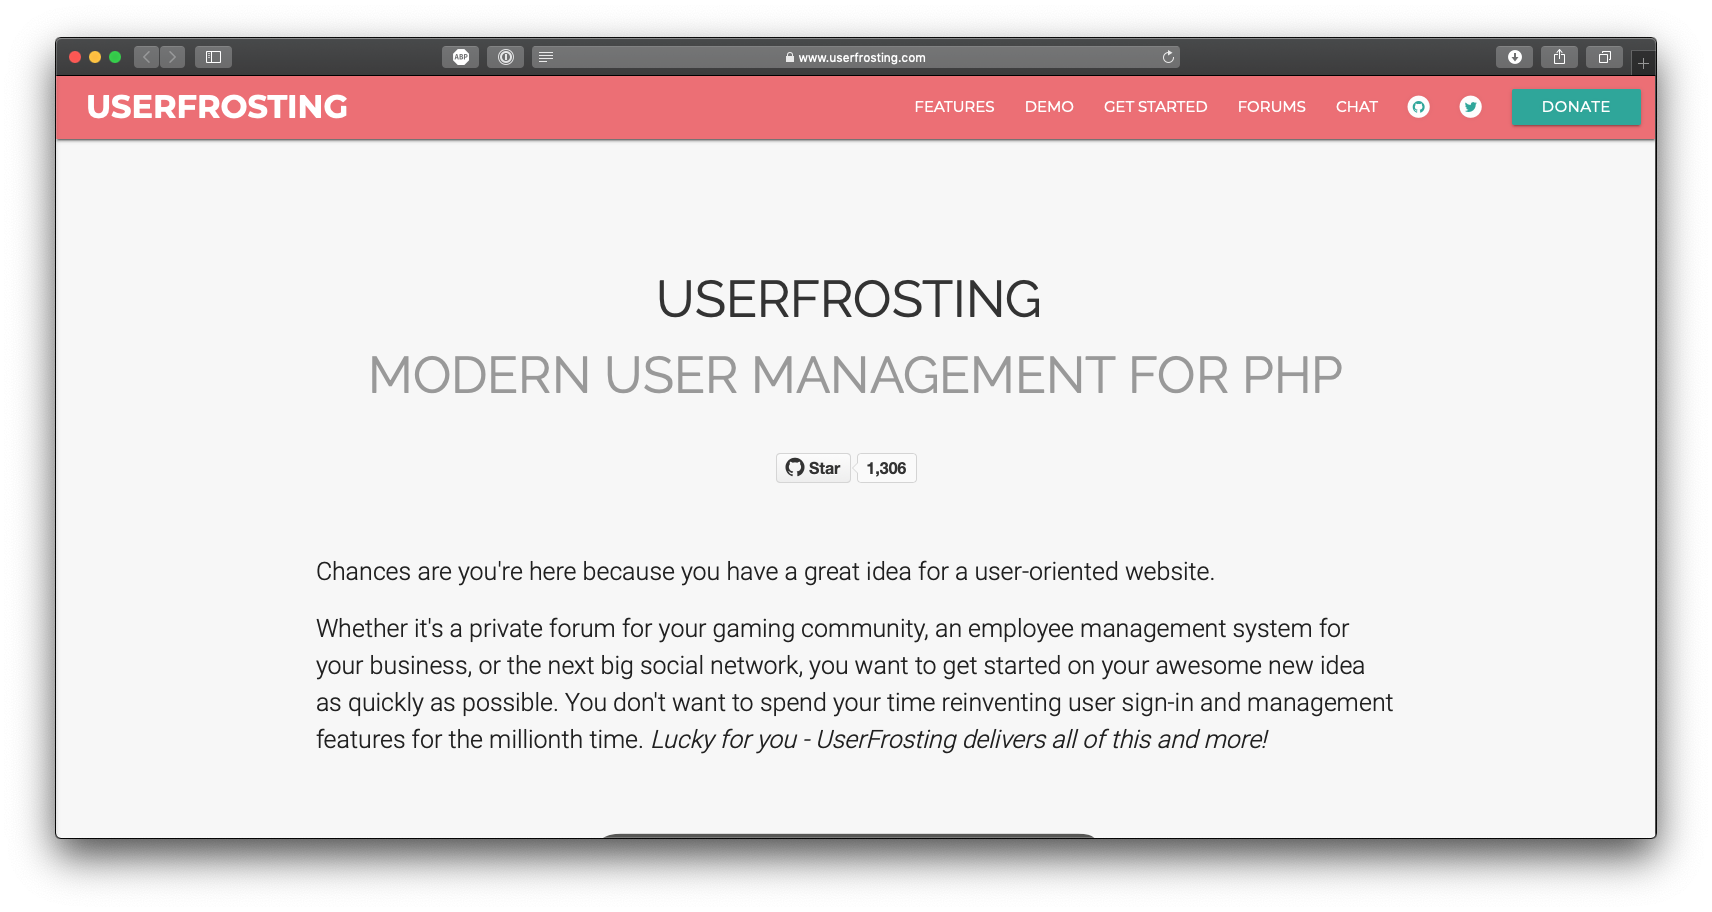 ABP
www.userfrosting.com
USERFROSTING
FEATURES
DEMO
GET STARTED
FORUMS
CHAT
DONATE
USERFROSTING
MODERN USER MANAGEMENT FOR PHP
Star
1,306
Chances are you're here because you have a great idea for a user-oriented website.
Whether it's a private forum for your gaming community, an employee management system for
your business, or the next big social network, you want to get started on your awesome new idea
as quickly as possible. You don't want to spend your time reinventing user sign-in and management
features for the millionth time. Lucky for you - UserFrosting delivers all of this and more!